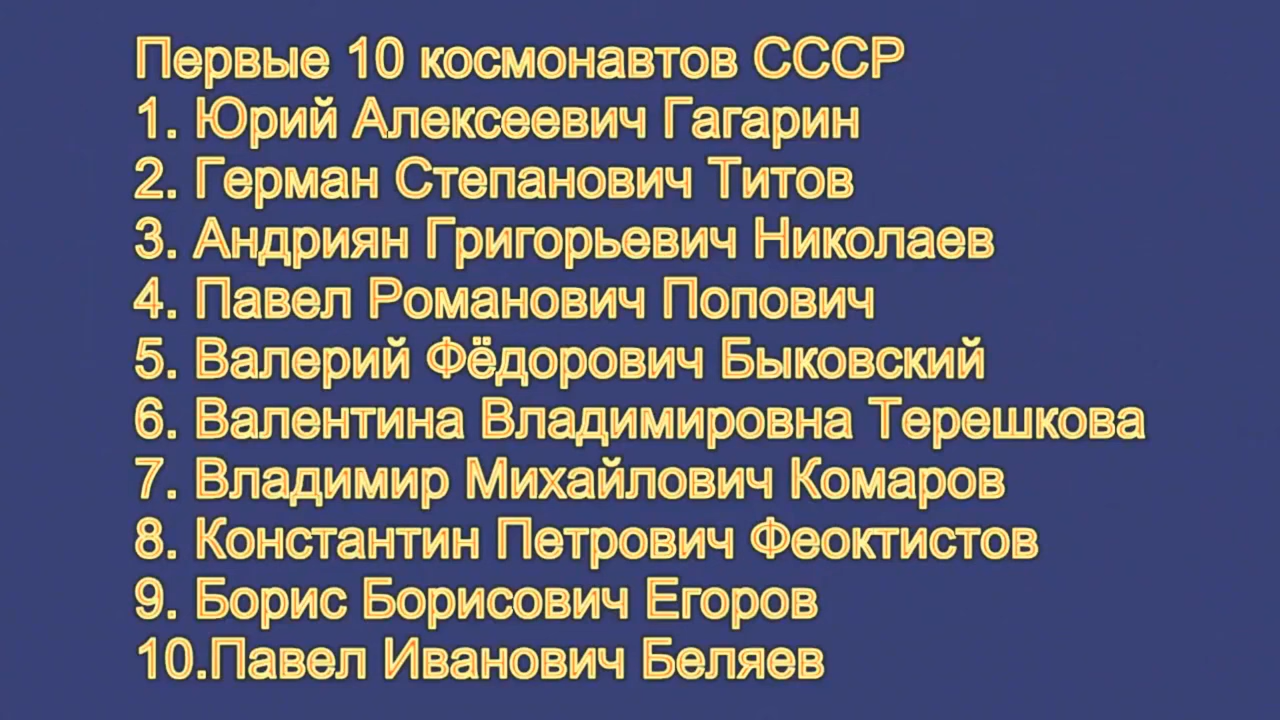 Первые 10 космонавтов СССР
1. Юрий Алексеевич Гагарин
2. Герман Степанович Титов
3. Андриян Григорьевич Николаев
4. Павел Романович Попович
5. Валерий Фёдорович Быковский
6. Валентина Владимировна Терешкова
7. Владимир Михайлович Комаров
8. Константин Петрович Феоктистов
9. Борис Борисович Егоров
10.Павел Иванович Беляев